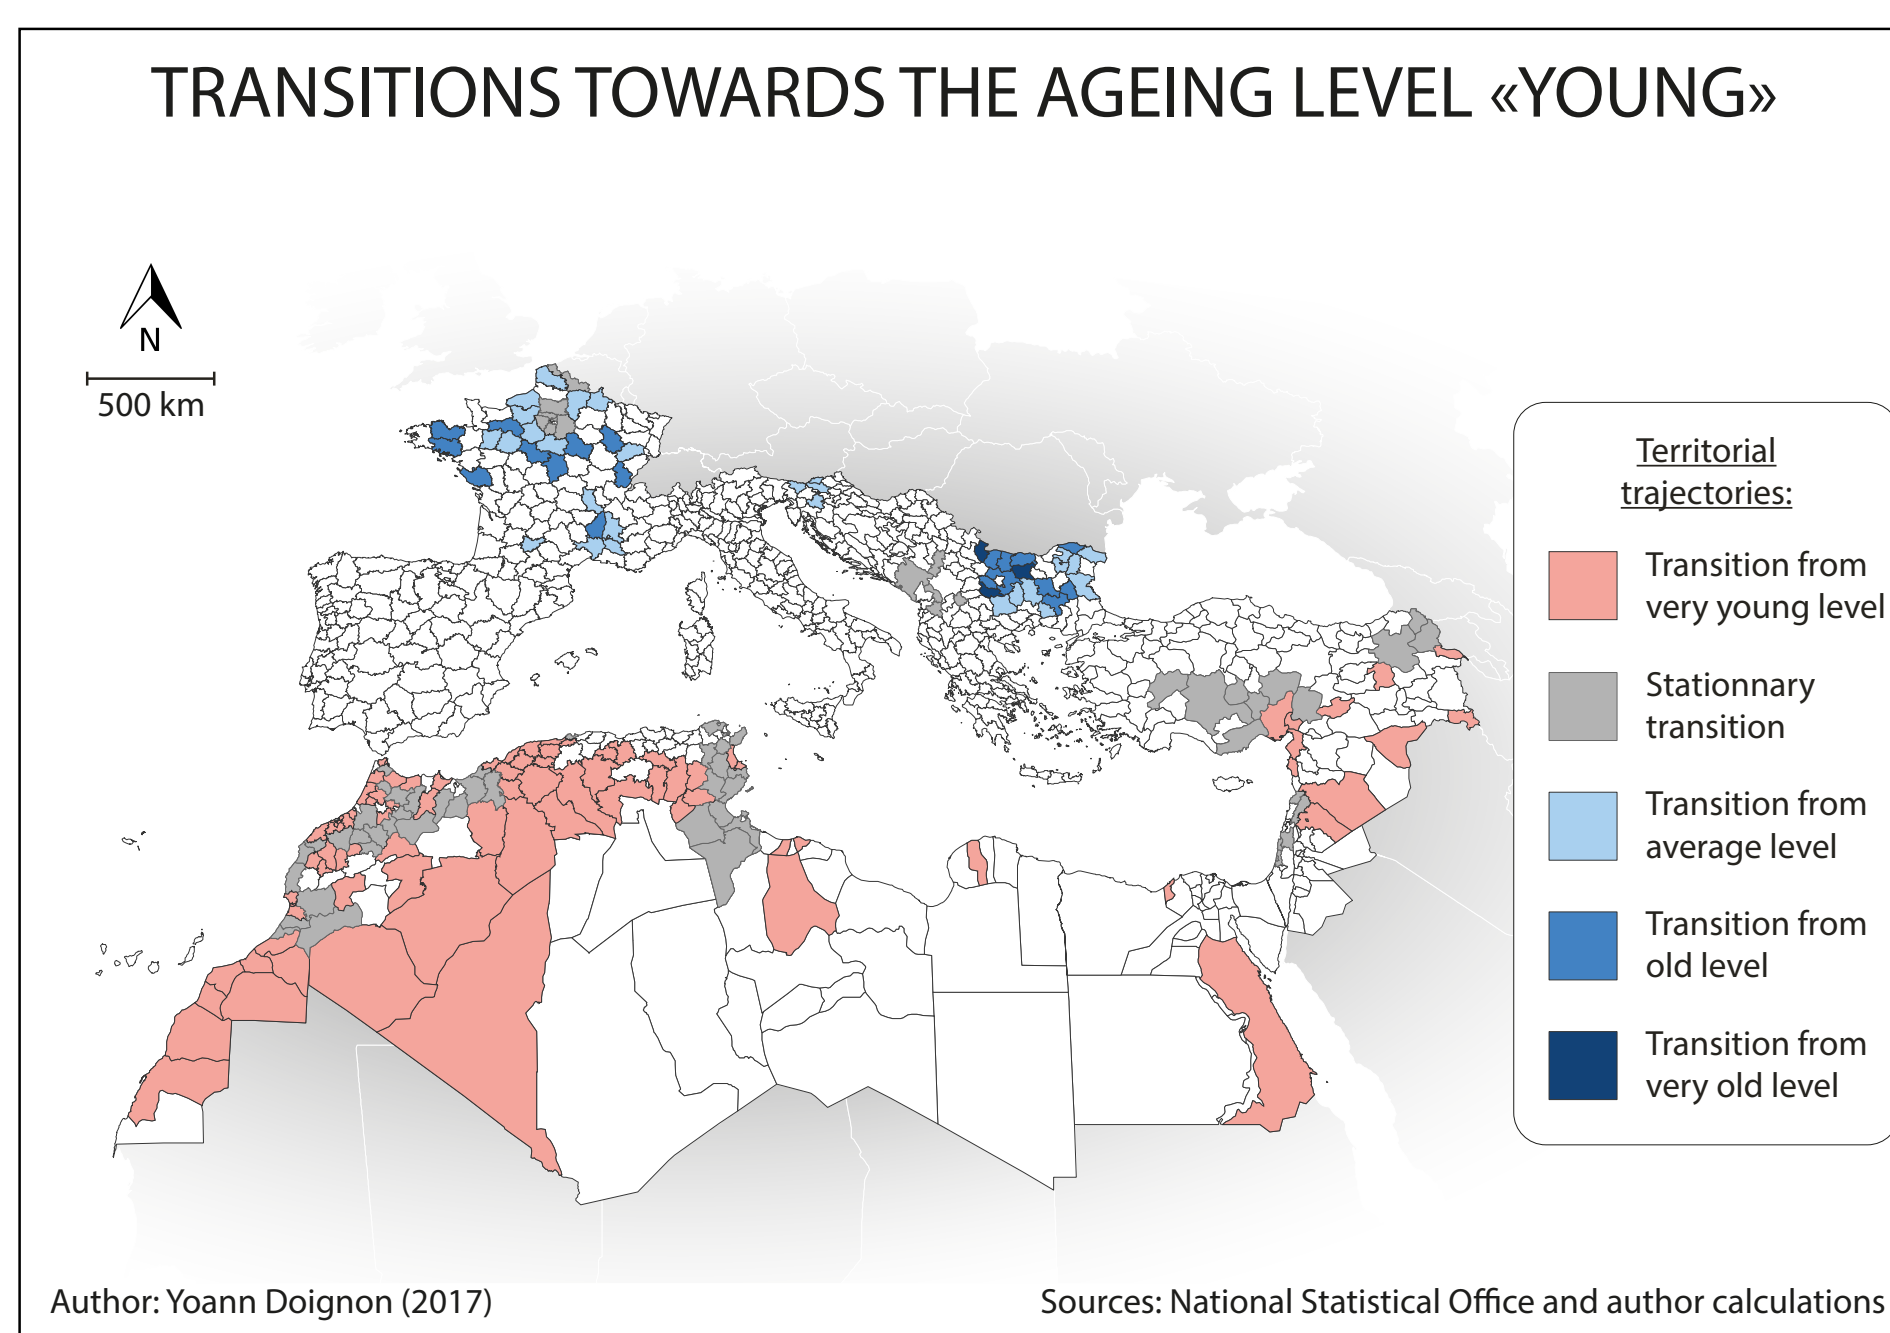 TRANSITIONS TOWARDS THE AGEING LEVEL «YOUNG»
N
500 km
Territorial
trajectories:
Transition from
very young level
Stationnary
transition
Transition from
average level
Transition from
old level
Transition from
very old level
Author: Yoann Doignon (2017)
Sources: National Statistical Office and author calculations